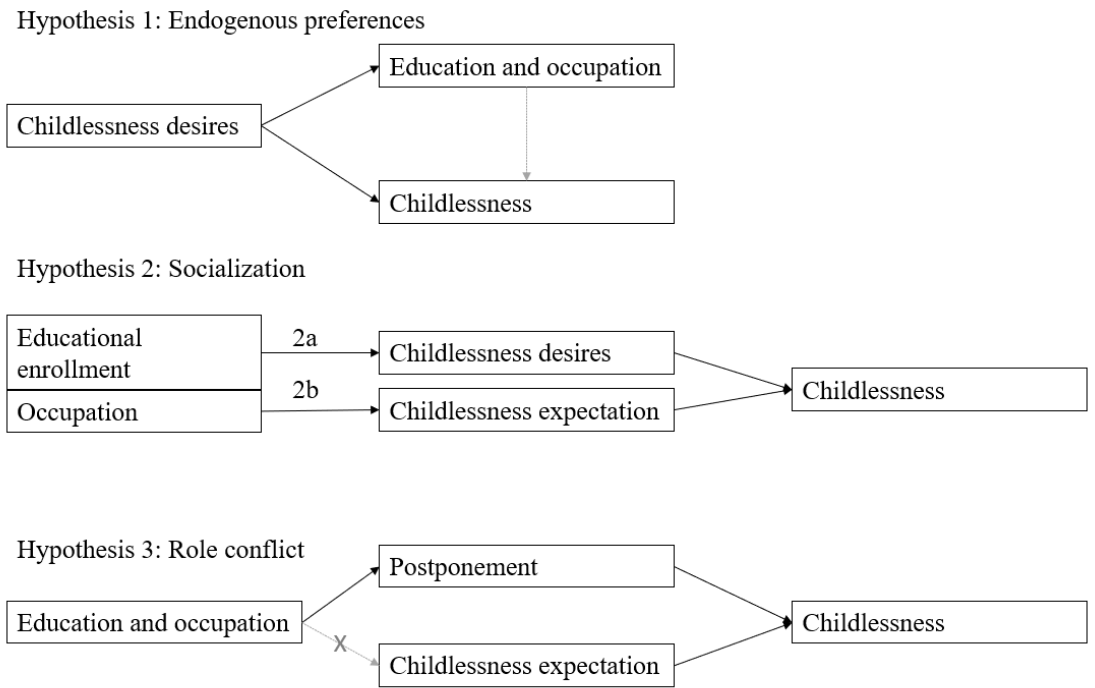 Hypothesis 1: Endogenous preferences
Education and occupation
Childlessness desires
Childlessness
Hypothesis 2: Socialization
Educational
enrollment
2a
Childlessness desires
Childlessness
2b
Occupation
Childlessness expectation
Hypothesis 3: Role conflict
Postponement
Education and occupation
X
Childlessness
Childlessness expectation